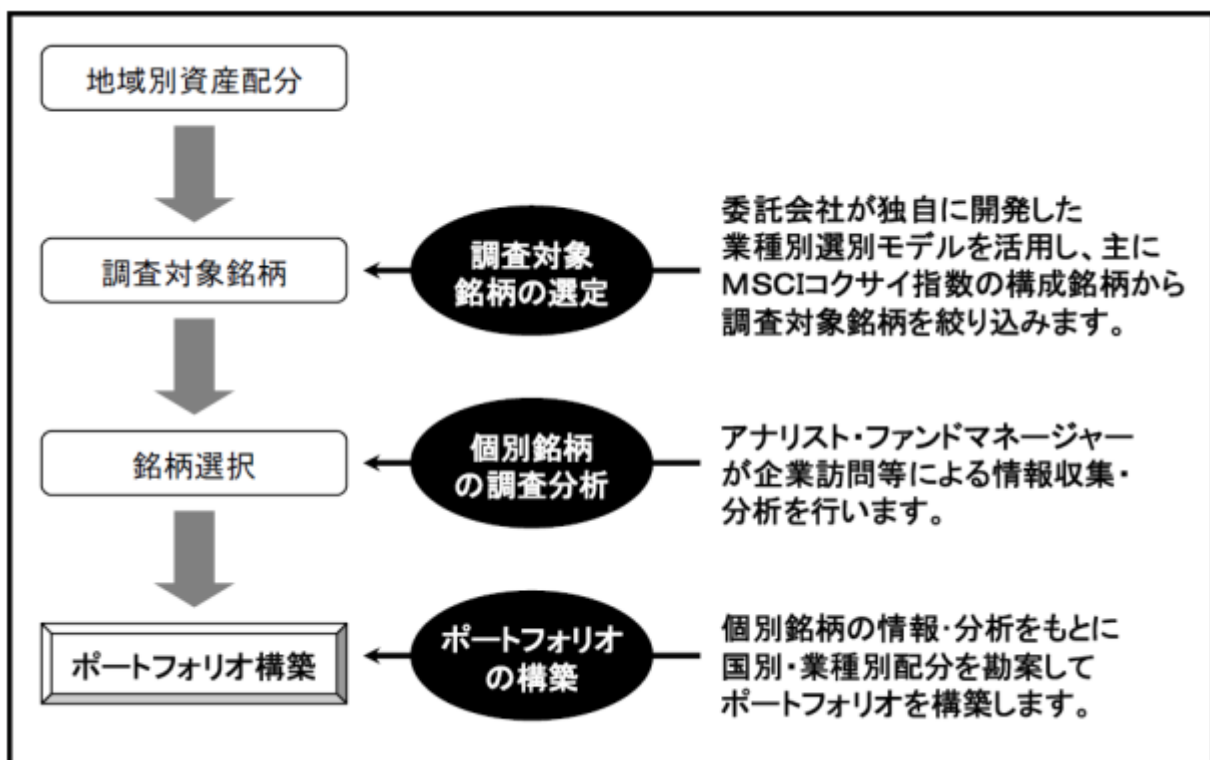 地域別資産配分
調査対象銘柄
調査対象
銘柄の選定
委託会社が独自に開発した
業種別選別モデルを活用し、主に
MSCIコクサイ指数の構成銘柄から
調査対象銘柄を絞り込みます。
銘柄選択
個別銘柄
の調査分析
アナリスト・ファンドマネージャー
が企業訪問等による情報収集・
分析を行います。
ポートフォリオ構築
ポートフォリオ
の構築
個別銘柄の情報・分析をもとに
国別・業種別配分を勘案して
ポートフォリオを構築します。